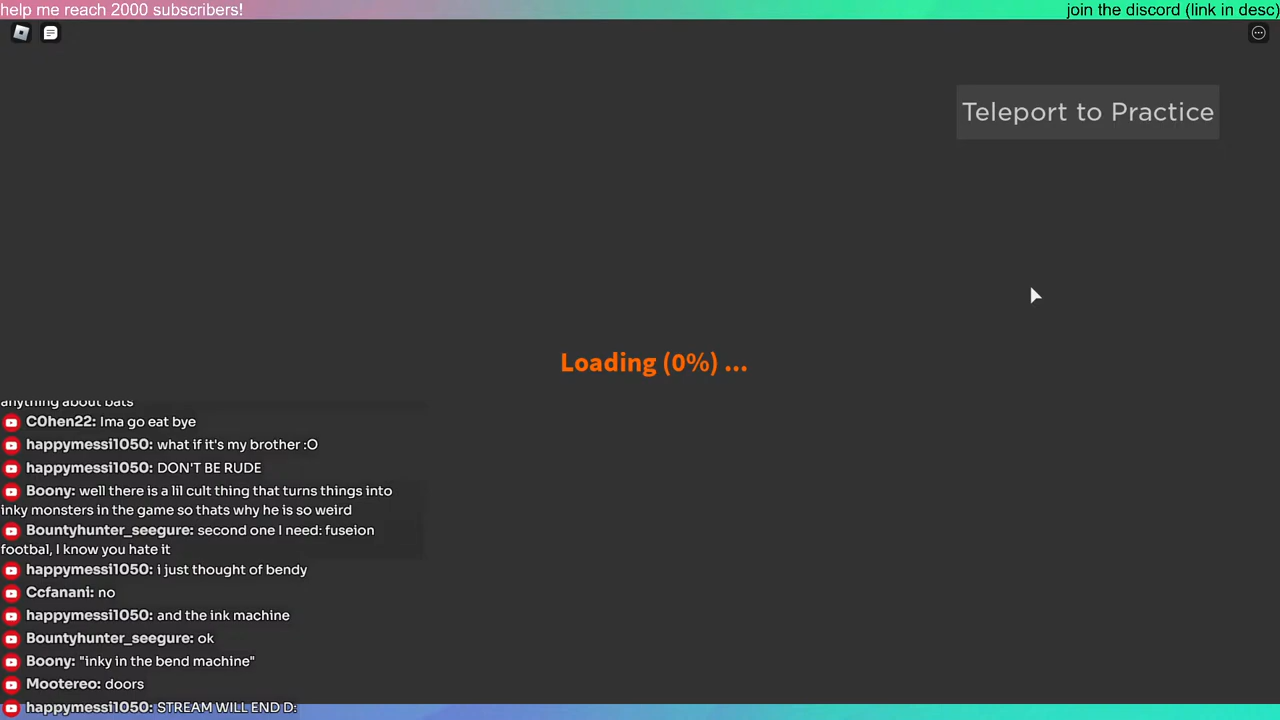 help me reach 2000 subscribers!
join the discord (link in desc)
Teleport to Practice
Loading (0%) ...
anything about bats
C0hen22: Ima go eat bye
happymessi1050: what if it's my brother :O
happymessi1050: DON'T BE RUDE
Boony: well there is a lil cult thing that turns things into
inky monsters in the game so thats why he is so weird
Bountyhunter_seegure: second one I need: fuseion
footbal, I know you hate it
happymessi1050: i just thought of bendy
Ccfanani: no
happymessi1050: and the ink machine
Bountyhunter_seegure: ok
Boony: "inky in the bend machine"
Mootereo: doors
happymessi1050: STREAM WILL END D: